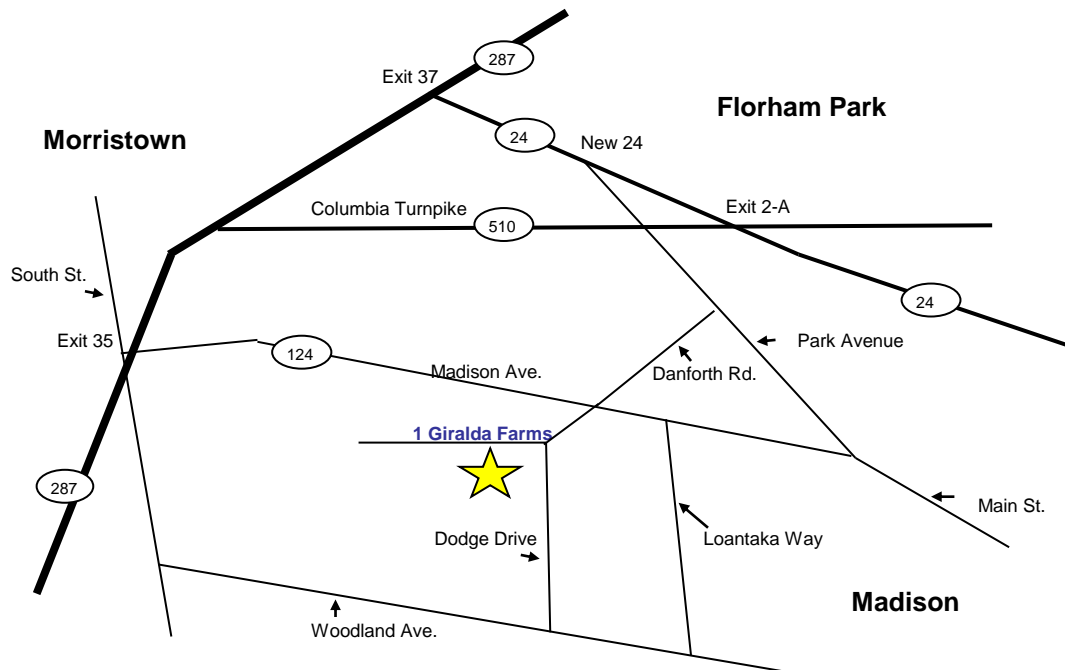 287
Exit 37
Florham Park
24
New 24
Morristown
Columbia Turnpike
510
Exit 2-A
South St.
24
Exit 35
124
Park Avenue
Madison Ave.
Danforth Rd.
1 Giralda Farms
287
Main St.
Dodge Drive
Loantaka Way
Madison
Woodland Ave.